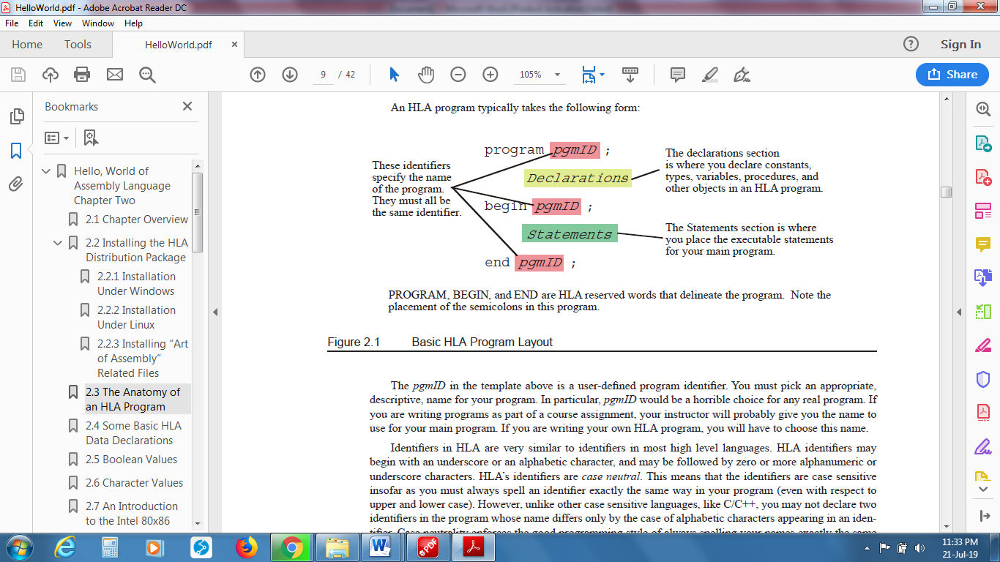 HelloWorld.pdf - Adobe Acrobat Reader DC
File Edit View Window Help
Home Tools HelloWorld.pdf × Sign In
9 / 42 105% Share
Bookmarks
Hello, World of
Assembly Language
Chapter Two
2.1 Chapter Overview
2.2 Installing the HLA
Distribution Package
2.2.1 Installation
Under Windows
2.2.2 Installation
Under Linux
2.2.3 Installing “Art
of Assembly”
Related Files
2.3 The Anatomy of
an HLA Program
2.4 Some Basic HLA
Data Declarations
2.5 Boolean Values
2.6 Character Values
2.7 An Introduction
to the Intel 80x86
An HLA program typically takes the following form:
These identifiers
specify the name
of the program.
They must all be
the same identifier.
program pgmID ;
Declarations
begin pgmID ;
Statements
end pgmID ;
The declarations section
is where you declare constants,
types, variables, procedures, and
other objects in an HLA program.
The Statements section is where
you place the executable statements
for your main program.
PROGRAM, BEGIN, and END are HLA reserved words that delineate the program. Note the
placement of the semicolons in this program.
Figure 2.1 Basic HLA Program Layout
The pgmID in the template above is a user-defined program identifier. You must pick an appropriate,
descriptive, name for your program. In particular, pgmID would be a horrible choice for any real program. If
you are writing programs as part of a course assignment, your instructor will probably give you the name to
use for your main program. If you are writing your own HLA program, you will have to choose this name.
Identifiers in HLA are very similar to identifiers in most high level languages. HLA identifiers may
begin with an underscore or an alphabetic character, and may be followed by zero or more alphanumeric or
underscore characters. HLA’s identifiers are case neutral. This means that the identifiers are case sensitive
insofar as you must always spell an identifier exactly the same way in your program (even with respect to
upper and lower case). However, unlike other case sensitive languages, like C/C++, you may not declare two
identifiers in the program whose name differs only by the case of alphabetic characters appearing in an iden-
tifier. Case neutrality enforces the good programming style of always spelling your names exactly the same
11:33 PM
21-Jul-19